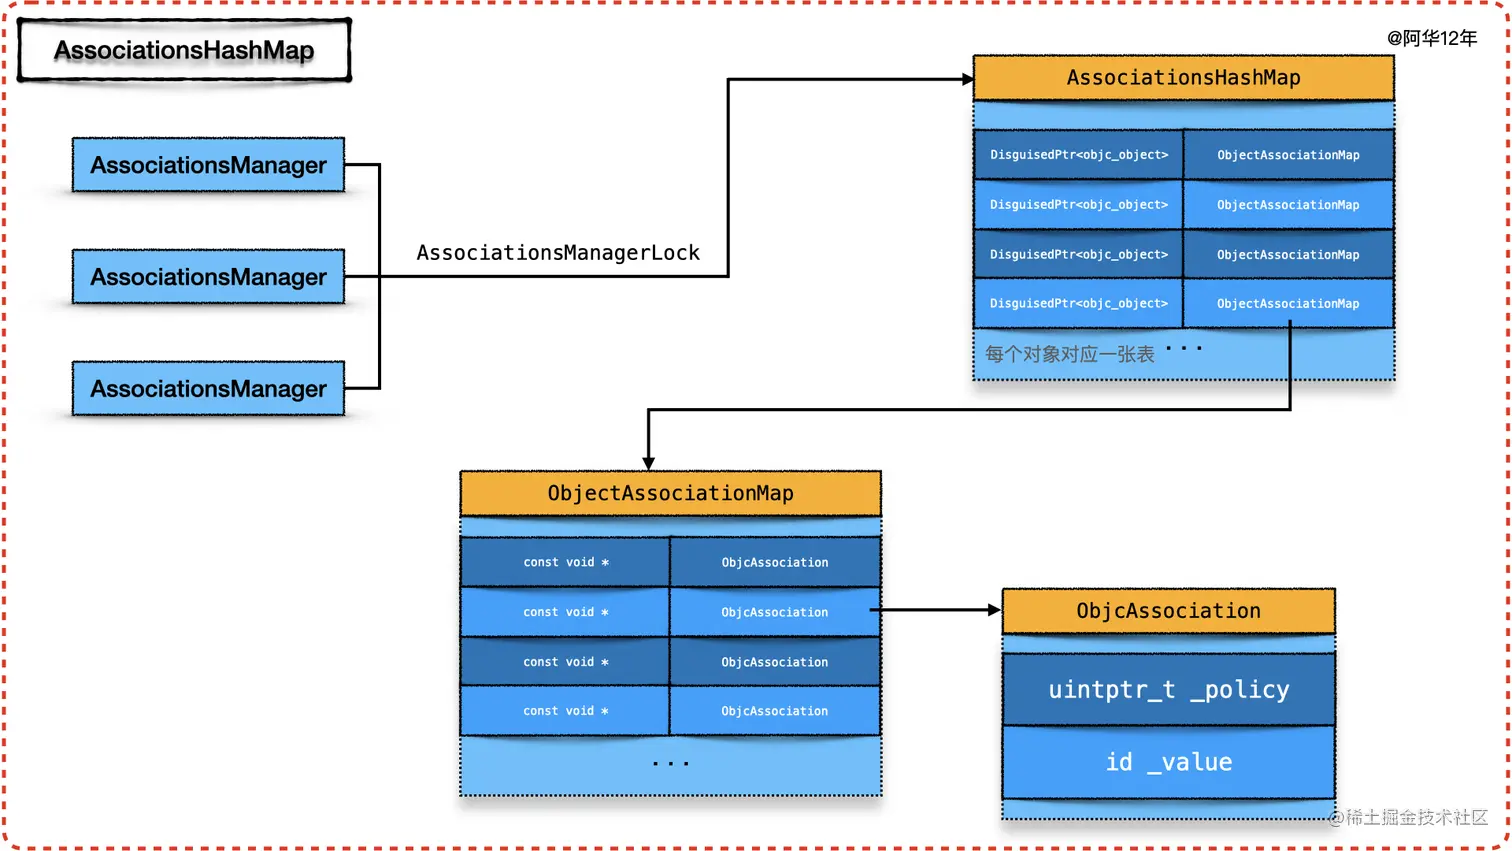 AssociationsHashMap
@阿华12年
AssociationsManager
AssociationsManager
AssociationsManager
AssociationsManagerLock
AssociationsHashMap
DisguisedPtr<objc_object> ObjectAssociationMap
DisguisedPtr<objc_object> ObjectAssociationMap
DisguisedPtr<objc_object> ObjectAssociationMap
DisguisedPtr<objc_object> ObjectAssociationMap
每个对象对应一张表 ···
ObjectAssociationMap
const void * ObjcAssociation
const void * ObjcAssociation
const void * ObjcAssociation
const void * ObjcAssociation
...
ObjcAssociation
uintptr_t _policy
id _value
@稀土掘金技术社区